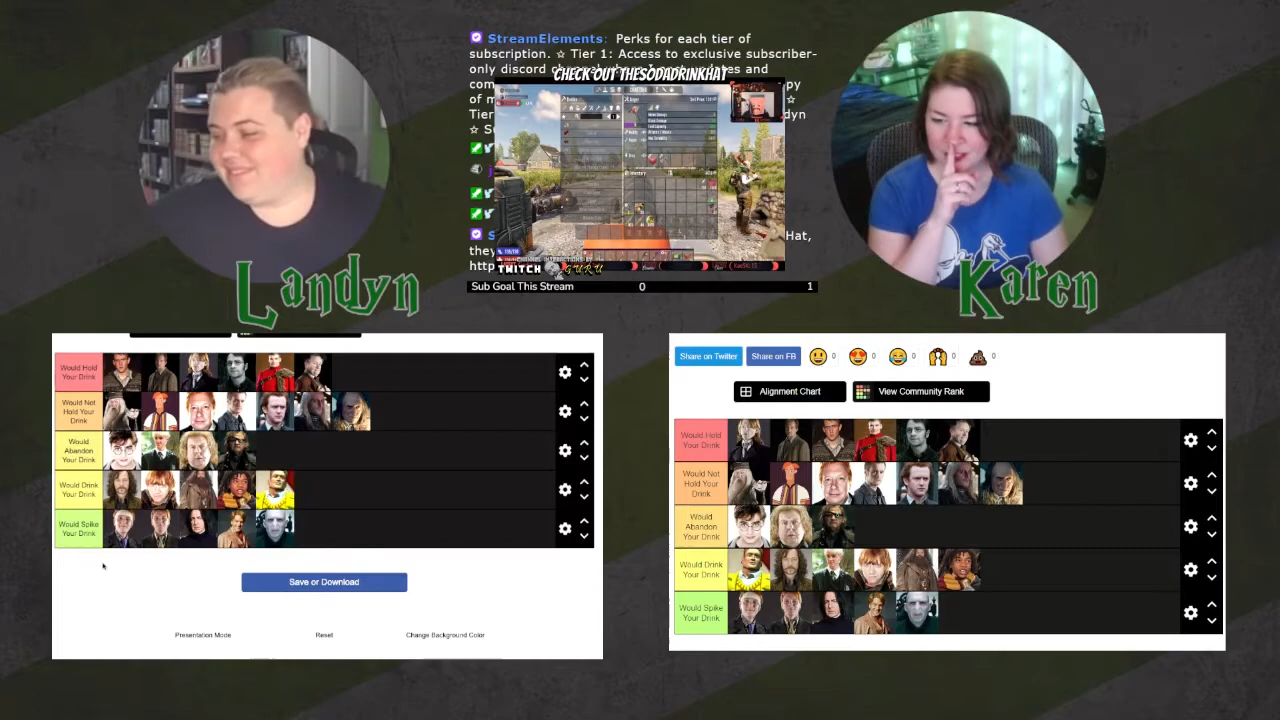 StreamElements: Perks for each tier of
subscription. ☆ Tier 1: Access to exclusive subscriber-
only discord
CHECK OUT THESODADRINKHAT
Hat,
they
http
TWITCH GURU
Sub Goal This Stream 0 1
Landyn
Karen
Would Hold
Your Drink
Would Not
Hold Your
Drink
Would
Abandon
Your Drink
Would Drink
Your Drink
Would Spike
Your Drink
Save or Download
Presentation Mode Reset Change Background Color
Share on Twitter Share on FB 0 0 0 0 0
Alignment Chart View Community Rank
Would Hold
Your Drink
Would Not
Hold Your
Drink
Would
Abandon
Your Drink
Would Drink
Your Drink
Would Spike
Your Drink